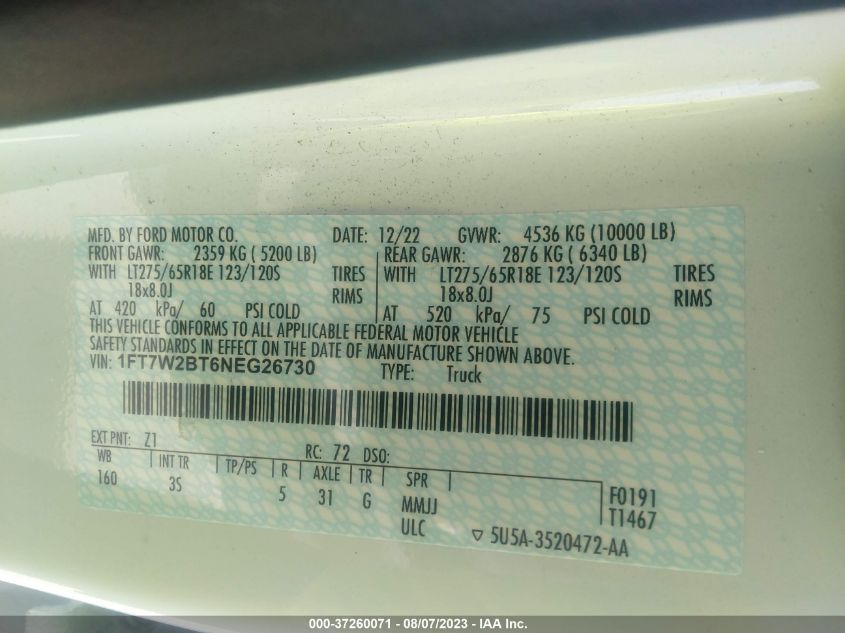 MFD. BY FORD MOTOR CO. DATE: 12/22 GVWR: 4536 KG (10000 LB)
FRONT GAWR: 2359 KG ( 5200 LB) REAR GAWR: 2876 KG ( 6340 LB)
WITH LT275/65R18E 123/120S TIRES WITH LT275/65R18E 123/120S TIRES
18x8.0J RIMS 18x8.0J RIMS
AT 420 kPa/ 60 PSI COLD AT 520 kPa/ 75 PSI COLD
THIS VEHICLE CONFORMS TO ALL APPLICABLE FEDERAL MOTOR VEHICLE
SAFETY STANDARDS IN EFFECT ON THE DATE OF MANUFACTURE SHOWN ABOVE.
VIN: 1FT7W2BT6NEG26730 TYPE: Truck
EXT PNT: Z1 RC: 72 DSO:
WB INT TR TP/PS R AXLE TR SPR
160 3S 5 31 G MMJJ F0191
ULC T1467
▽ 5U5A-3520472-AA
000-37260071 - 08/07/2023 - IAA Inc.